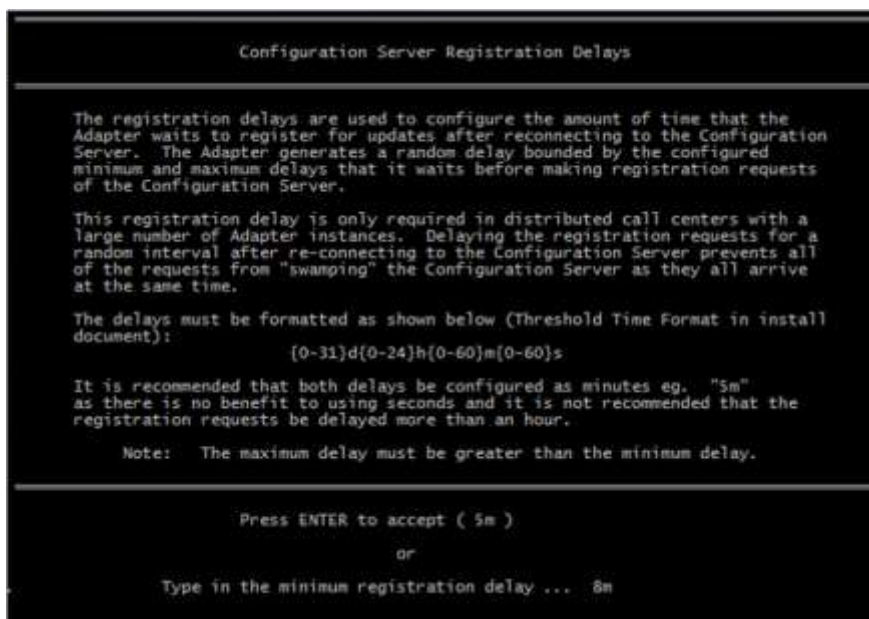 Configuration Server Registration Delays
The registration delays are used to configure the amount of time that the
Adapter waits to register for updates after reconnecting to the Configuration
Server. The Adapter generates a random delay bounded by the configured
minimum and maximum delays that it waits before making registration requests
of the Configuration Server.
This registration delay is only required in distributed call centers with a
large number of Adapter instances. Delaying the registration requests for a
random interval after re-connecting to the Configuration Server prevents all
of the requests from "swamping" the Configuration Server as they all arrive
at the same time.
The delays must be formatted as shown below (Threshold Time Format in install
document):
{0-31}d{0-24}h{0-60}m{0-60}s
It is recommended that both delays be configured as minutes eg. "5m"
as there is no benefit to using seconds and it is not recommended that the
registration requests be delayed more than an hour.
Note: The maximum delay must be greater than the minimum delay.
Press ENTER to accept ( 5m )
or
Type in the minimum registration delay ... 8m